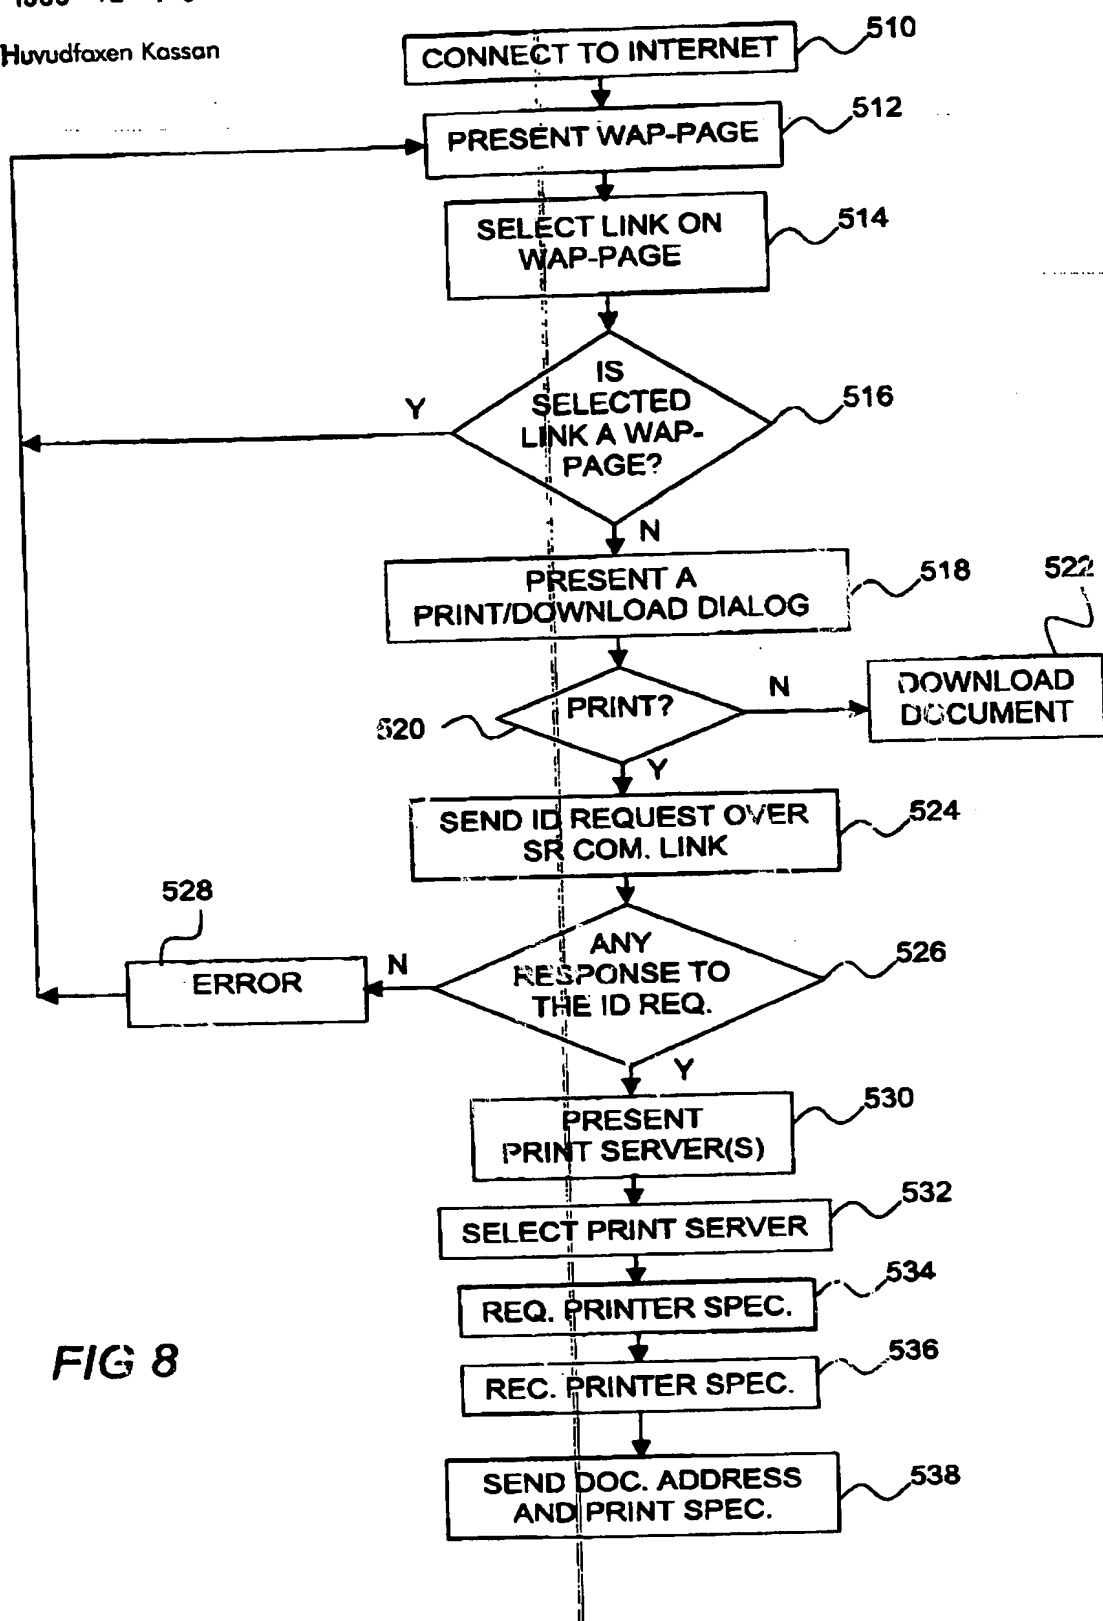 Huvudfaxen Kassan
CONNECT TO INTERNET
510
PRESENT WAP-PAGE
512
SELECT LINK ON
WAP-PAGE
514
IS
SELECTED
LINK A WAP-
PAGE?
516
Y
N
PRESENT A
PRINT/DOWNLOAD DIALOG
518
522
PRINT?
520
N
DOWNLOAD
DOCUMENT
Y
SEND ID REQUEST OVER
SR COM. LINK
524
528
ERROR
N
ANY
RESPONSE TO
THE ID REQ.
526
Y
PRESENT
PRINT SERVER(S)
530
SELECT PRINT SERVER
532
REQ. PRINTER SPEC.
534
REC. PRINTER SPEC.
536
SEND DOC. ADDRESS
AND PRINT SPEC.
538
FIG 8